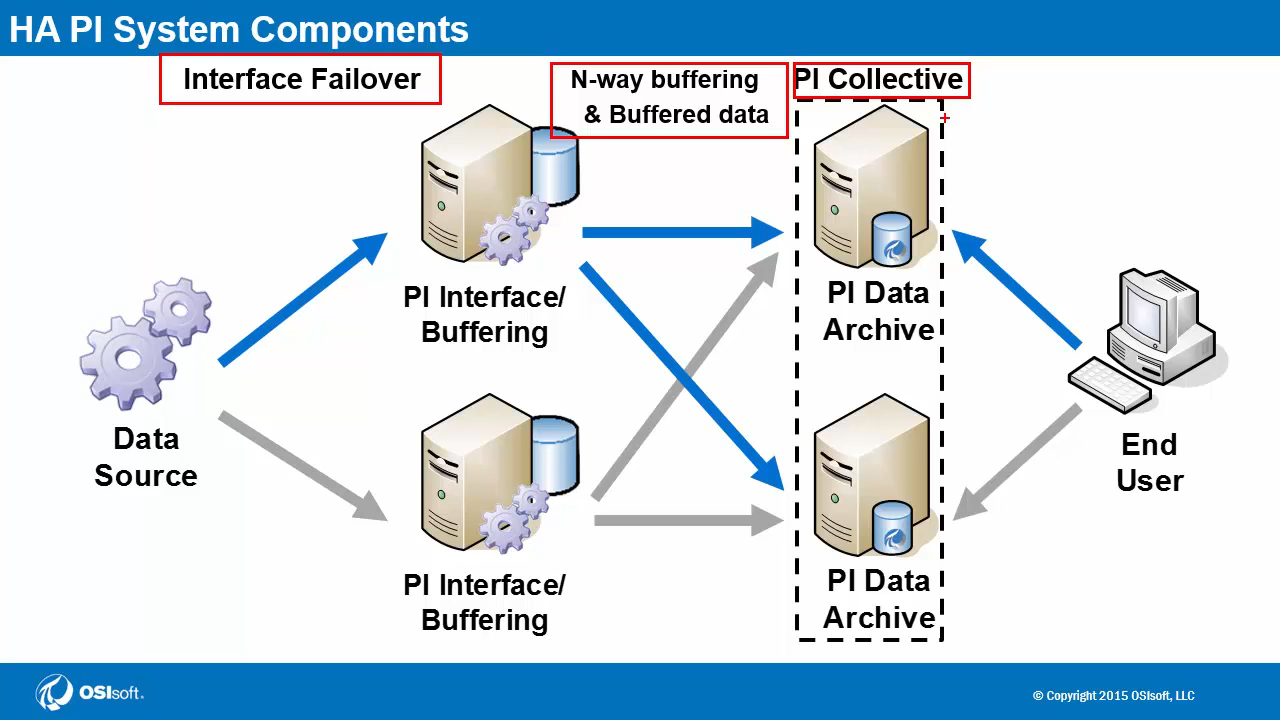 HA PI System Components
Interface Failover
N-way buffering
& Buffered data
PI Collective
PI Interface/
Buffering
PI Data
Archive
Data
Source
End
User
PI Interface/
Buffering
PI Data
Archive
OSIsoft.
© Copyright 2015 OSIsoft, LLC